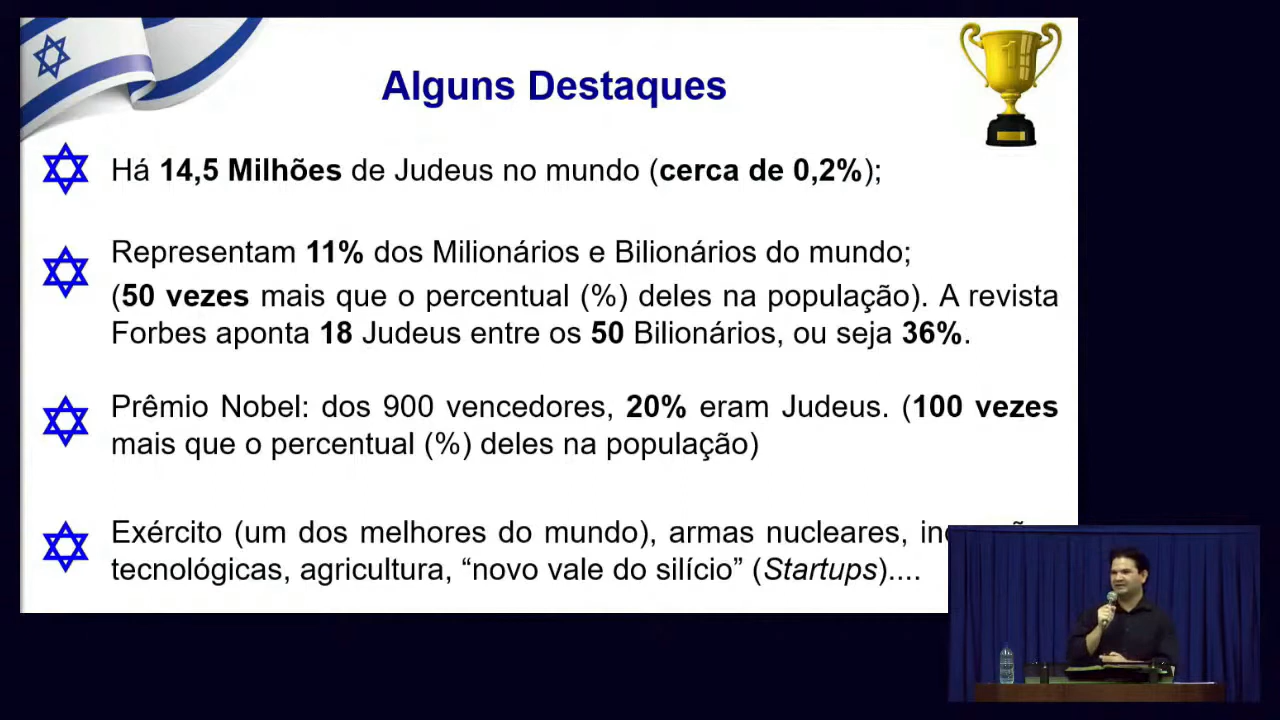 Alguns Destaques
Há 14,5 Milhões de Judeus no mundo (cerca de 0,2%);
Representam 11% dos Milionários e Bilionários do mundo;
(50 vezes mais que o percentual (%) deles na população). A revista
Forbes aponta 18 Judeus entre os 50 Bilionários, ou seja 36%.
Prêmio Nobel: dos 900 vencedores, 20% eram Judeus. (100 vezes
mais que o percentual (%) deles na população)
Exército (um dos melhores do mundo), armas nucleares,
tecnológicas, agricultura, “novo vale do silício” (Startups)....